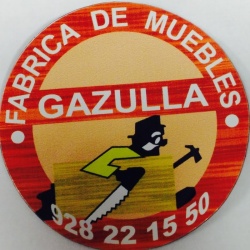 · FABRICA DE MUEBLES ·
GAZULLA
928 22 15 50